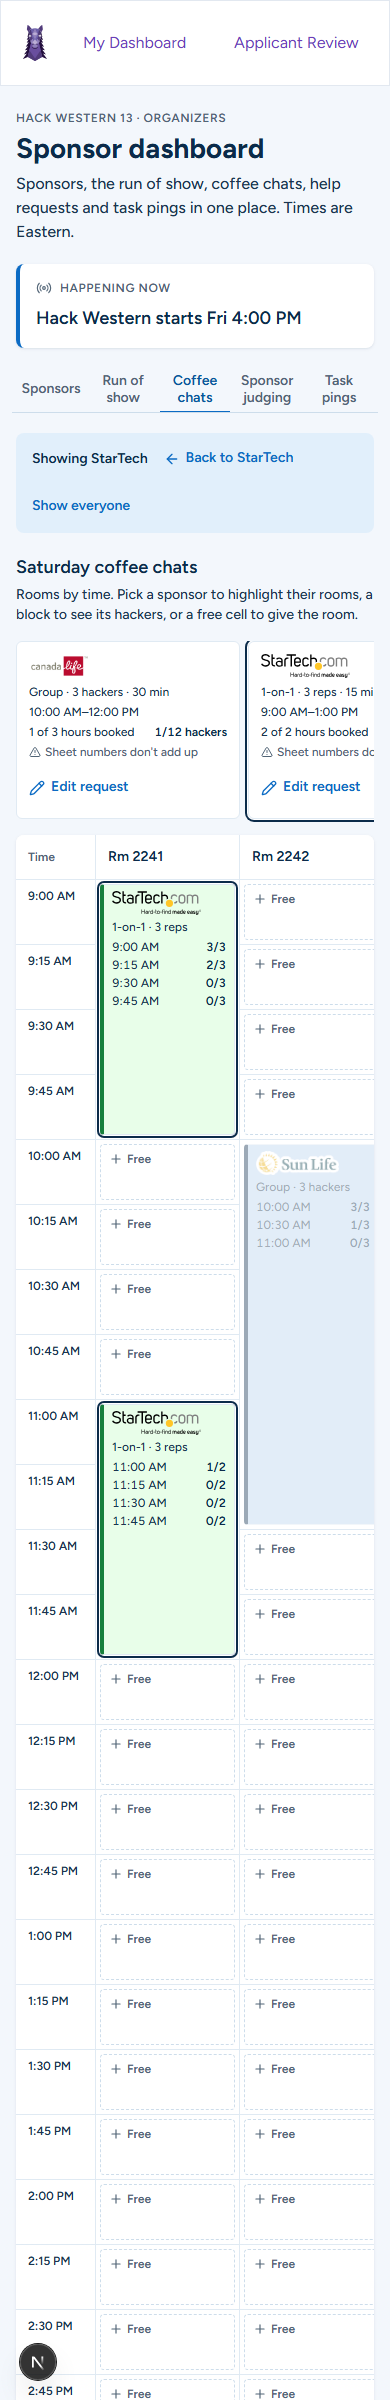 My Dashboard
Applicant Review
HACK WESTERN 13 · ORGANIZERS
Sponsor dashboard
Sponsors, the run of show, coffee chats, help
requests and task pings in one place. Times are
Eastern.
HAPPENING NOW
Hack Western starts Fri 4:00 PM
Sponsors
Run of
show
Coffee
chats
Sponsor
judging
Task
pings
Showing StarTech
Back to StarTech
Show everyone
Saturday coffee chats
Rooms by time. Pick a sponsor to highlight their rooms, a
block to see its hackers, or a free cell to give the room.
canada life
Group · 3 hackers · 30 min
10:00 AM–12:00 PM
1 of 3 hours booked 1/12 hackers
Sheet numbers don't add up
Edit request
StarTech.com
Hard-to-find made easy
1-on-1 · 3 reps · 15 mi
9:00 AM–1:00 PM
2 of 2 hours booked
Sheet numbers do
Edit request
Time Rm 2241 Rm 2242
9:00 AM
StarTech.com
Hard-to-find made easy
1-on-1 · 3 reps
9:00 AM 3/3
9:15 AM 2/3
9:30 AM 0/3
9:45 AM 0/3
+ Free
9:15 AM
+ Free
9:30 AM
+ Free
9:45 AM
+ Free
10:00 AM
+ Free
Sun Life
Group · 3 hackers
10:00 AM 3/3
10:30 AM 1/3
11:00 AM 0/3
10:15 AM
+ Free
10:30 AM
+ Free
10:45 AM
+ Free
11:00 AM
StarTech.com
Hard-to-find made easy
1-on-1 · 3 reps
11:00 AM 1/2
11:15 AM 0/2
11:30 AM 0/2
11:45 AM 0/2
11:15 AM
11:30 AM
+ Free
11:45 AM
+ Free
12:00 PM
+ Free + Free
12:15 PM
+ Free + Free
12:30 PM
+ Free + Free
12:45 PM
+ Free + Free
1:00 PM
+ Free + Free
1:15 PM
+ Free + Free
1:30 PM
+ Free + Free
1:45 PM
+ Free + Free
2:00 PM
+ Free + Free
2:15 PM
+ Free + Free
2:30 PM
+ Free + Free
N
2:45 PM
+ Free + Free